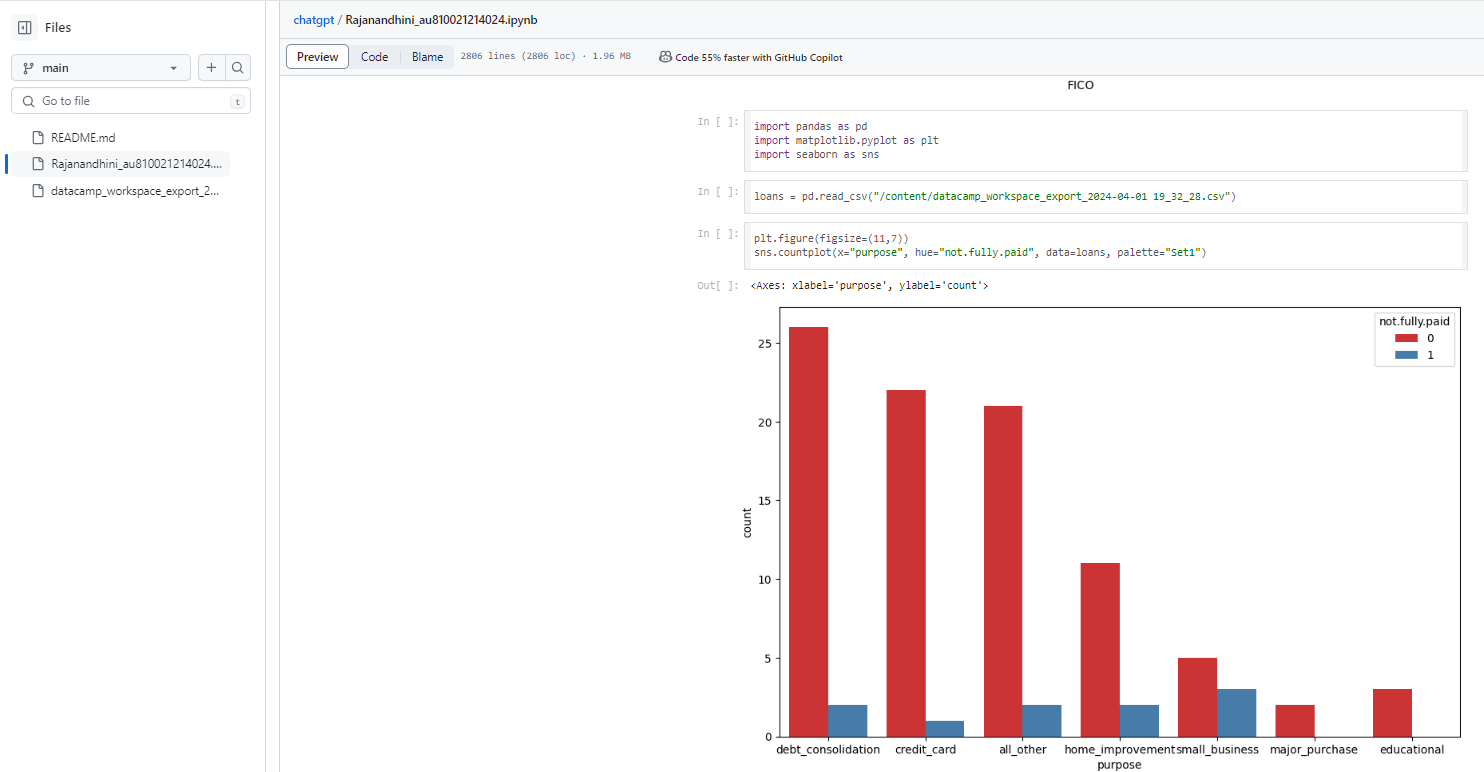 Files
main
Go to file
t
README.md
Rajanandhini_au810021214024....
datacamp_workspace_export_2...
chatgpt / Rajanandhini_au810021214024.ipynb
Preview Code Blame 2806 lines (2806 loc) · 1.96 MB Code 55% faster with GitHub Copilot
FICO
In [ ]:
import pandas as pd
import matplotlib.pyplot as plt
import seaborn as sns
In [ ]:
loans = pd.read_csv("/content/datacamp_workspace_export_2024-04-01 19_32_28.csv")
In [ ]:
plt.figure(figsize=(11,7))
sns.countplot(x="purpose", hue="not.fully.paid", data=loans, palette="Set1")
Out[ ]: <Axes: xlabel='purpose', ylabel='count'>
not.fully.paid
0
1
25
20
15
10
5
0
count
debt_consolidation credit_card all_other home_improvement small_business major_purchase educational
purpose